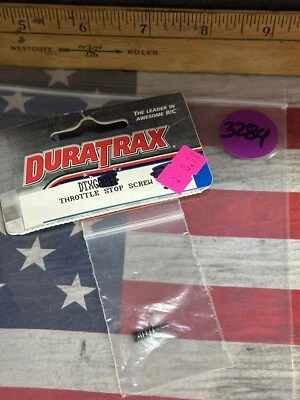 5 6 7 8 9
WESTCOTT RULER
THE LEADER IN
AWESOME R/C
DURATRAX
THROTTLE STOP SCREW
3284